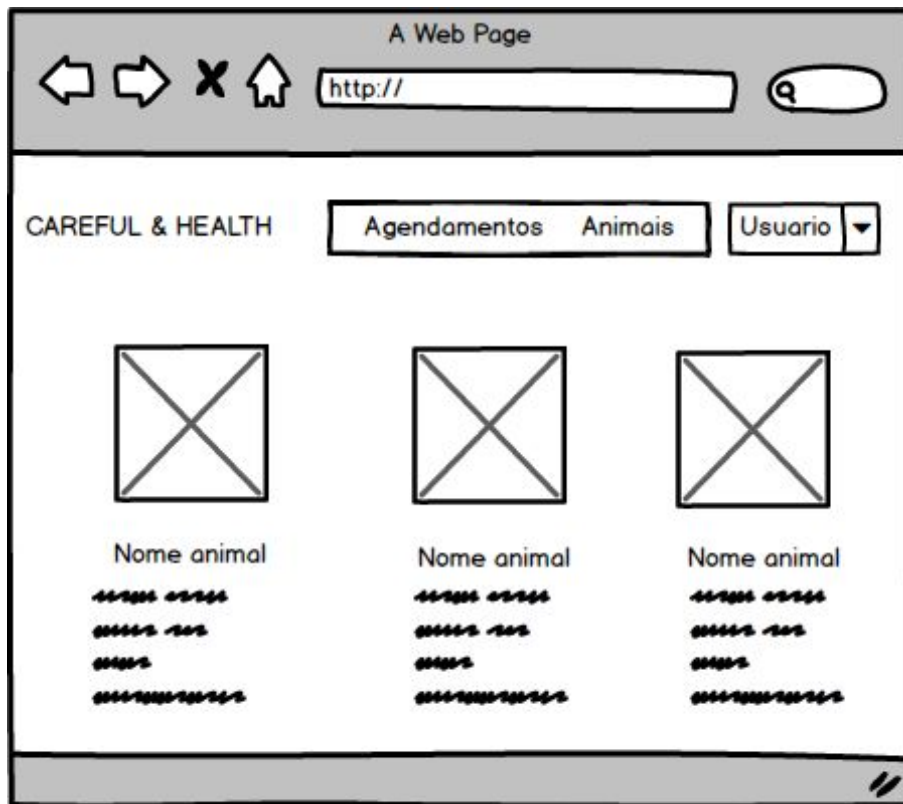 A Web Page
http://
CAREFUL & HEALTH Agendamentos Animais Usuario
Nome animal Nome animal Nome animal